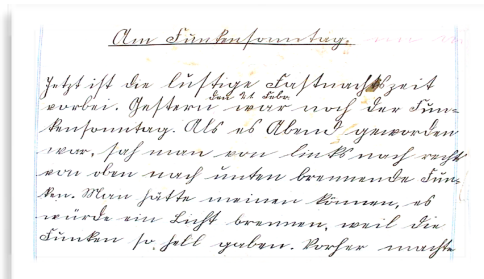 Am Funkensonntag.
Jetzt ist die lustige Fastnachtszeit
den 21 Febr.
vorbei. Gestern war noch der Fun-
kensonntag. Als es Abend geworden
war, sah man von links nach rechts
von oben nach unten brennende Fun-
ken. Man hätte meinen können, es
würde ein Licht brennen, weil die
Funken so hell gaben. Vorher machte